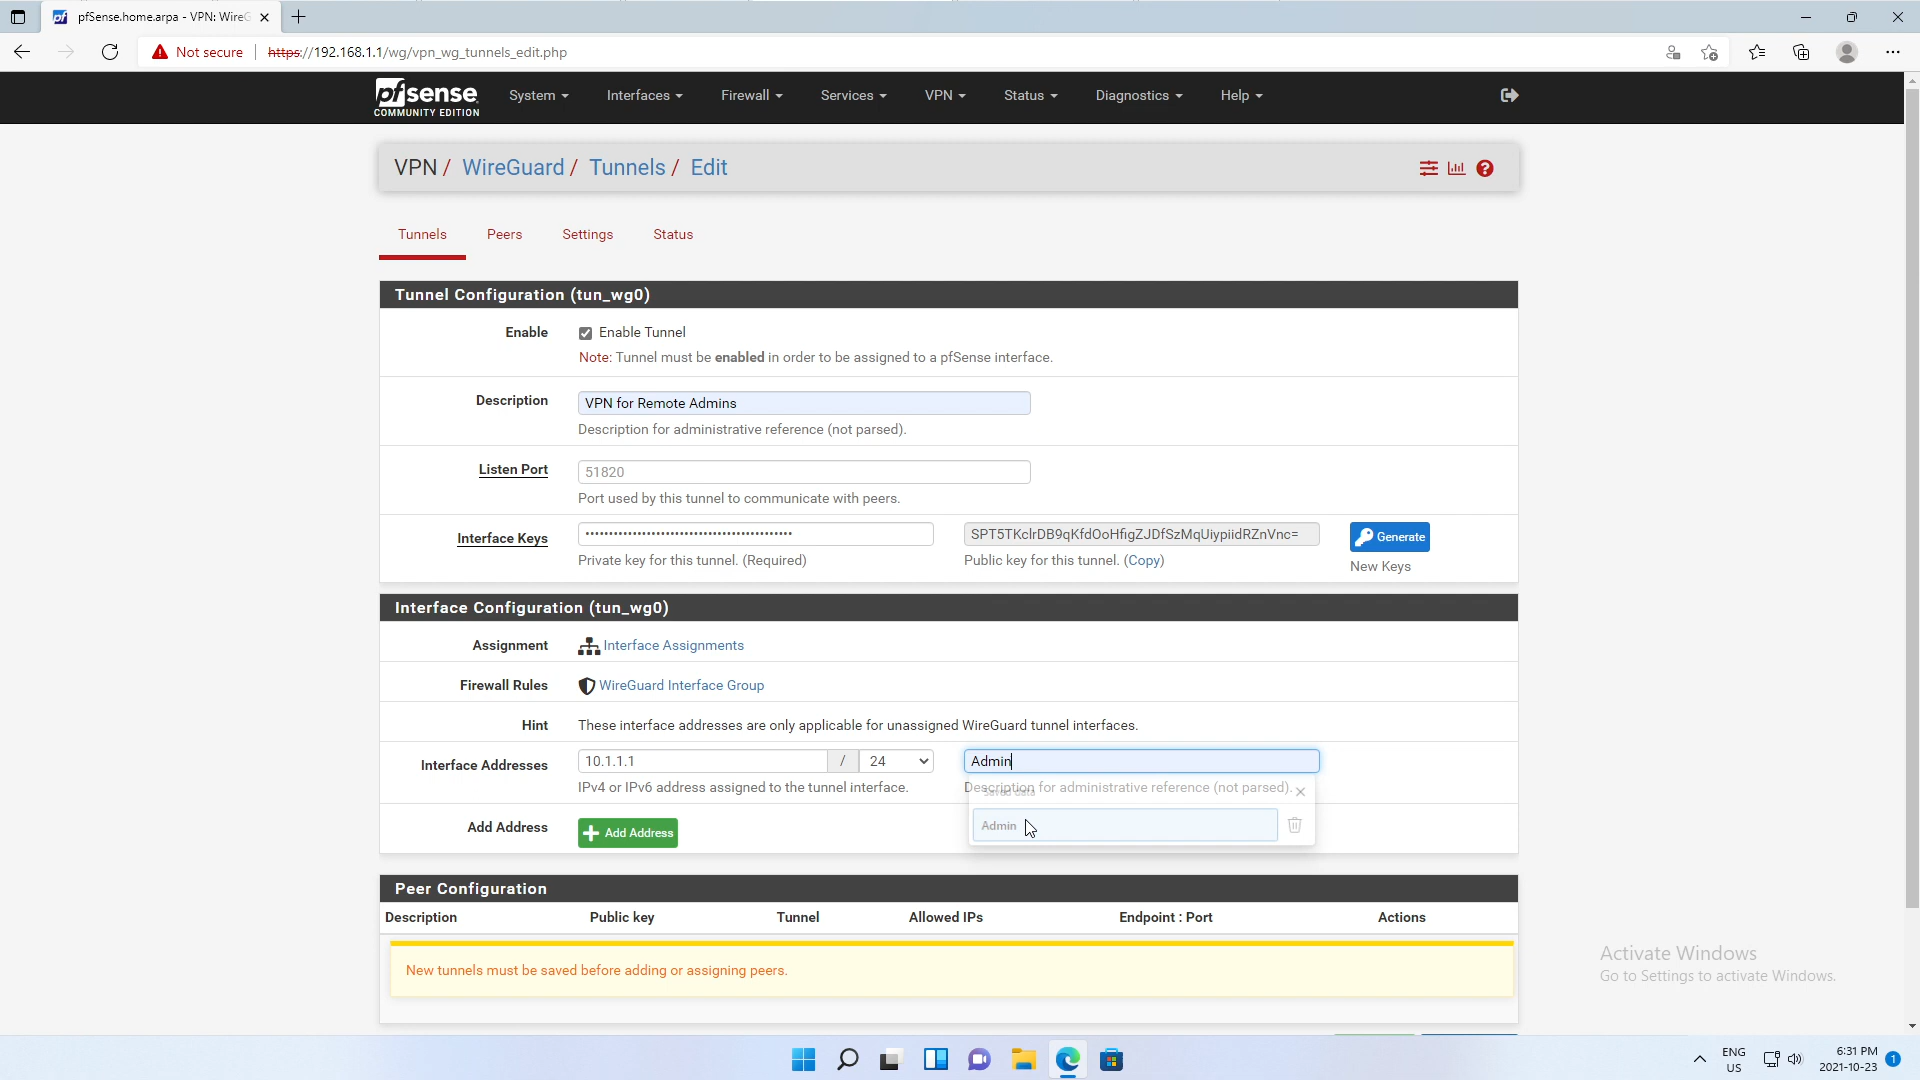 pfSense.home.arpa - VPN: WireG
Not secure
https://192.168.1.1/wg/vpn_wg_tunnels_edit.php
pfsense
COMMUNITY EDITION
System
Interfaces
Firewall
Services
VPN
Status
Diagnostics
Help
VPN / WireGuard / Tunnels / Edit
Tunnels
Peers
Settings
Status
Tunnel Configuration (tun_wg0)
Enable
Enable Tunnel
Note: Tunnel must be enabled in order to be assigned to a pfSense interface.
Description
VPN for Remote Admins
Description for administrative reference (not parsed).
Listen Port
51820
Port used by this tunnel to communicate with peers.
Interface Keys
SPT5TKclrDB9qKfdOoHfigZJDfSzMqUiypiidRZnVnc=
Generate
Private key for this tunnel. (Required)
Public key for this tunnel. (Copy)
New Keys
Interface Configuration (tun_wg0)
Assignment
Interface Assignments
Firewall Rules
WireGuard Interface Group
Hint
These interface addresses are only applicable for unassigned WireGuard tunnel interfaces.
Interface Addresses
10.1.1.1
/
24
Admin
IPv4 or IPv6 address assigned to the tunnel interface.
Description for administrative reference (not parsed).
Saved data
Admin
Add Address
Add Address
Peer Configuration
Description
Public key
Tunnel
Allowed IPs
Endpoint : Port
Actions
New tunnels must be saved before adding or assigning peers.
Activate Windows
Go to Settings to activate Windows.
ENG
US
6:31 PM
2021-10-23
1